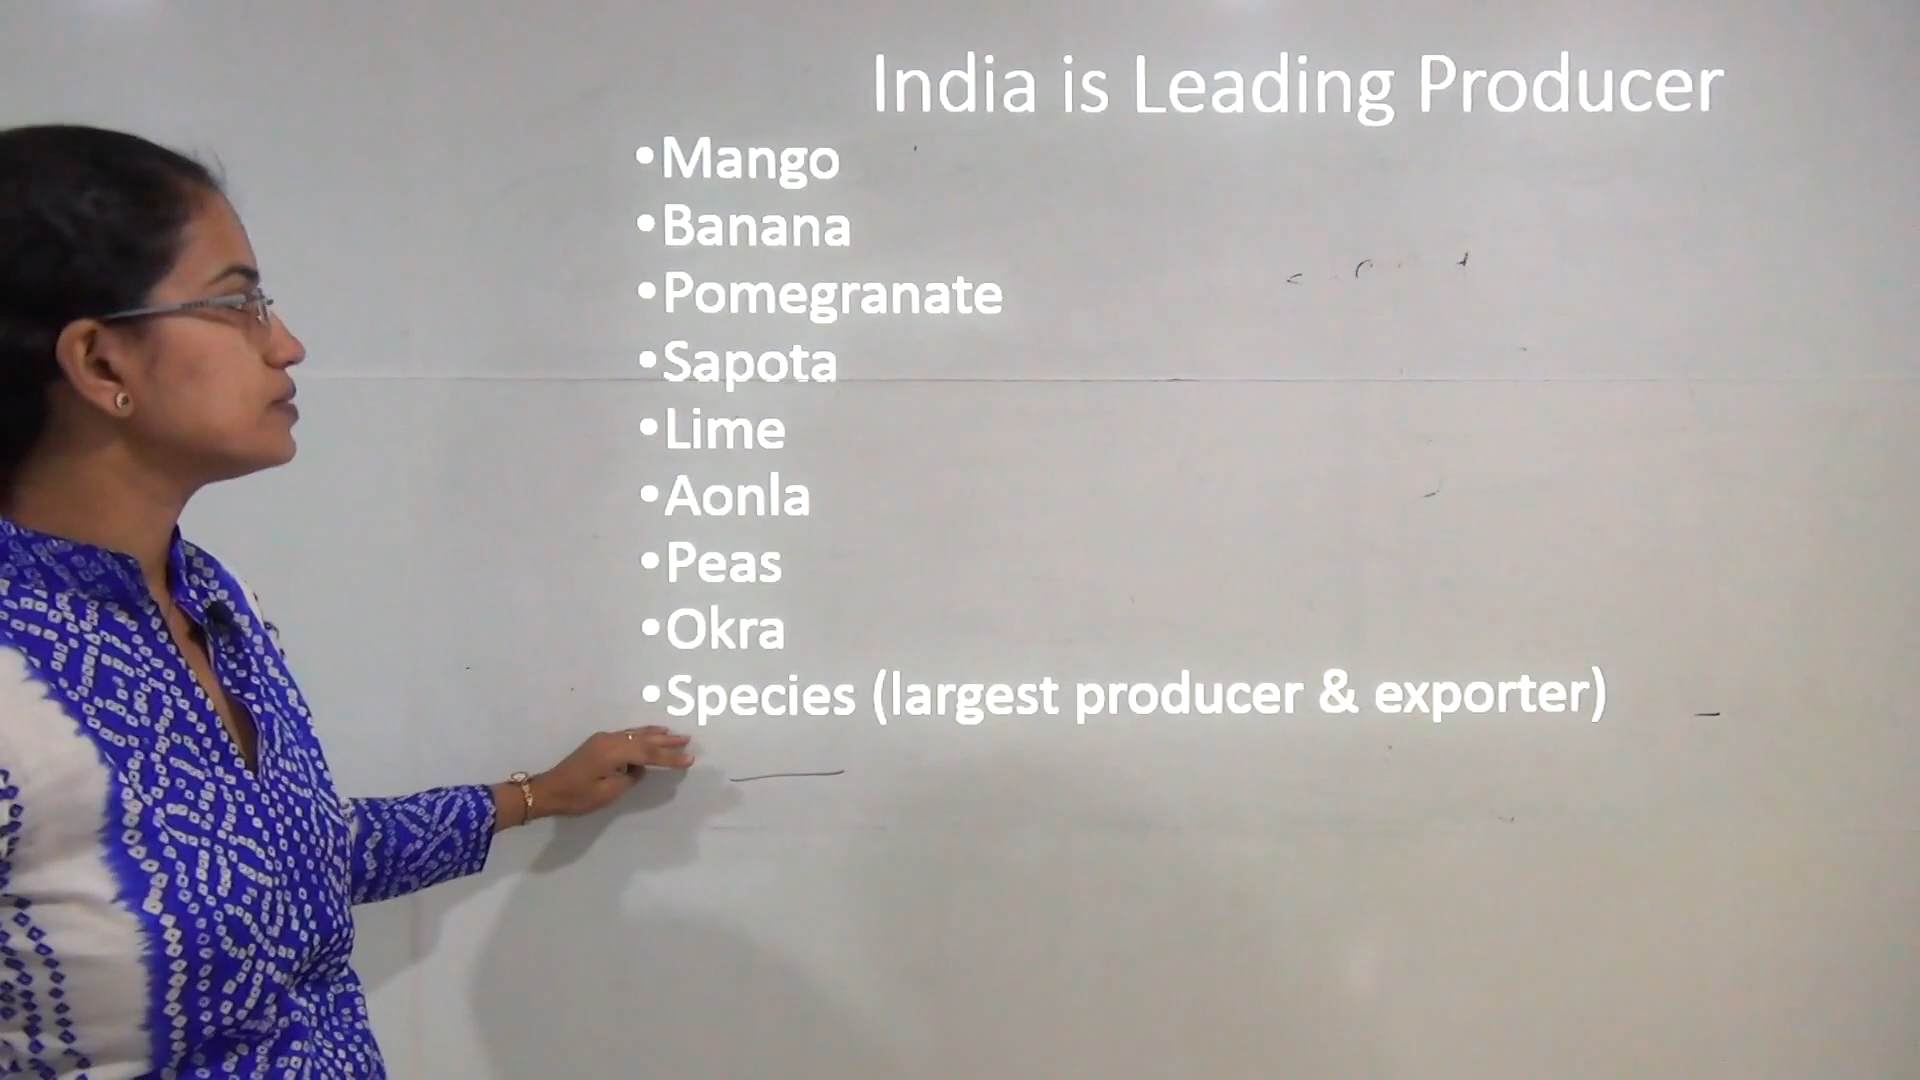 India is Leading Producer
•Mango
•Banana
•Pomegranate
•Sapota
•Lime
•Aonla
•Peas
•Okra
•Species (largest producer & exporter)